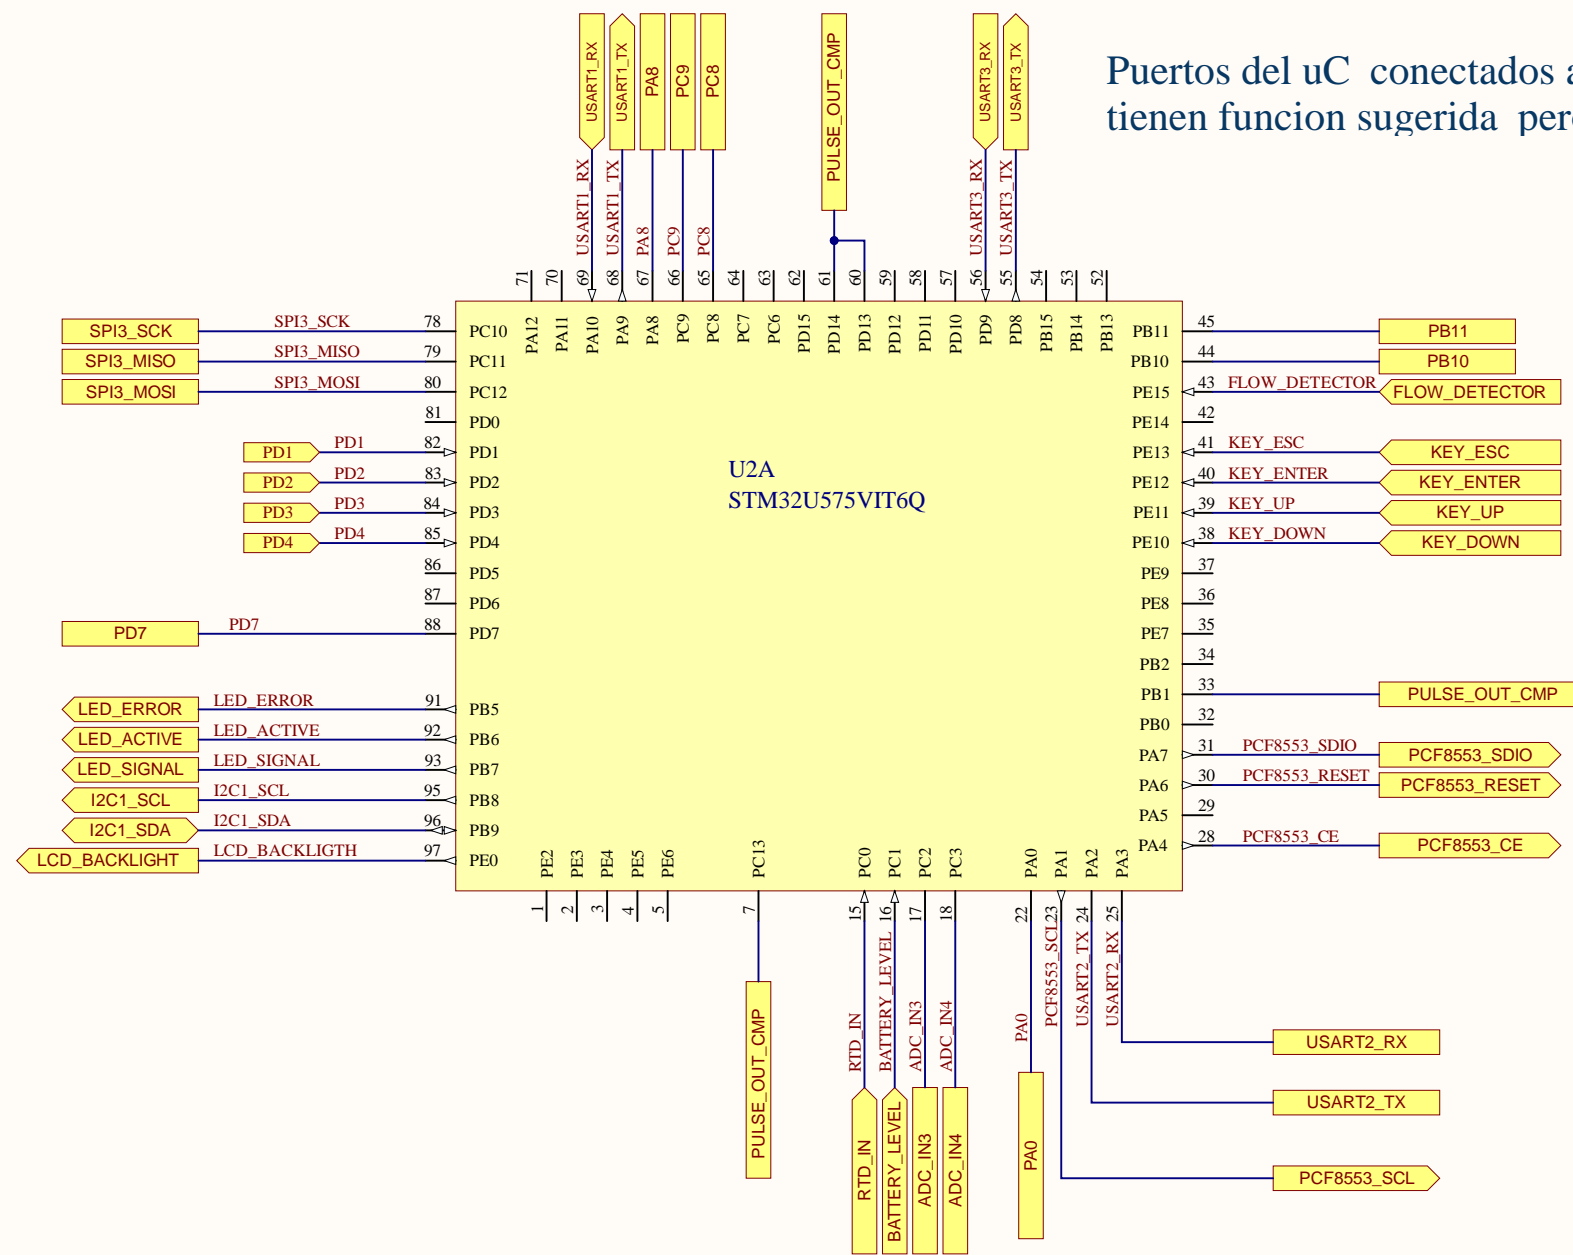 Puertos del uC conectados a
tienen funcion sugerida per
USART1_RX
USART1_TX
PA8
PC9
PC8
PULSE_OUT_CMP
USART3_RX
USART3_TX
USART1_RX
USART1_TX
PA8
PC9
PC8
USART3_RX
USART3_TX
71
70
69
68
67
66
65
64
63
62
61
60
59
58
57
56
55
54
53
52
PA12
PA11
PA10
PA9
PA8
PC9
PC8
PC7
PC6
PD15
PD14
PD13
PD12
PD11
PD10
PD9
PD8
PB15
PB14
PB13
SPI3_SCK SPI3_SCK 78 PC10
SPI3_MISO SPI3_MISO 79 PC11
SPI3_MOSI SPI3_MOSI 80 PC12
81 PD0
PD1 PD1 82 PD1
PD2 PD2 83 PD2
PD3 PD3 84 PD3
PD4 PD4 85 PD4
86 PD5
87 PD6
PD7 PD7 88 PD7
LED_ERROR LED_ERROR 91 PB5
LED_ACTIVE LED_ACTIVE 92 PB6
LED_SIGNAL LED_SIGNAL 93 PB7
I2C1_SCL I2C1_SCL 95 PB8
I2C1_SDA I2C1_SDA 96 PB9
LCD_BACKLIGHT LCD_BACKLIGTH 97 PE0
U2A
STM32U575VIT6Q
PB11 45 PB11
PB10 44 PB10
PE15 43 FLOW_DETECTOR FLOW_DETECTOR
PE14 42
PE13 41 KEY_ESC KEY_ESC
PE12 40 KEY_ENTER KEY_ENTER
PE11 39 KEY_UP KEY_UP
PE10 38 KEY_DOWN KEY_DOWN
PE9 37
PE8 36
PE7 35
PB2 34
PB1 33 PULSE_OUT_CMP
PB0 32
PA7 31 PCF8553_SDIO PCF8553_SDIO
PA6 30 PCF8553_RESET PCF8553_RESET
PA5 29
PA4 28 PCF8553_CE PCF8553_CE
PE2
PE3
PE4
PE5
PE6
PC13
PC0
PC1
PC2
PC3
PA0
PA1
PA2
PA3
1
2
3
4
5
7
15
16
17
18
22
23
24
25
RTD_IN
BATTERY_LEVEL
ADC_IN3
ADC_IN4
PA0
PCF8553_SCL
USART2_TX
USART2_RX
PULSE_OUT_CMP
RTD_IN
BATTERY_LEVEL
ADC_IN3
ADC_IN4
PA0
USART2_RX
USART2_TX
PCF8553_SCL